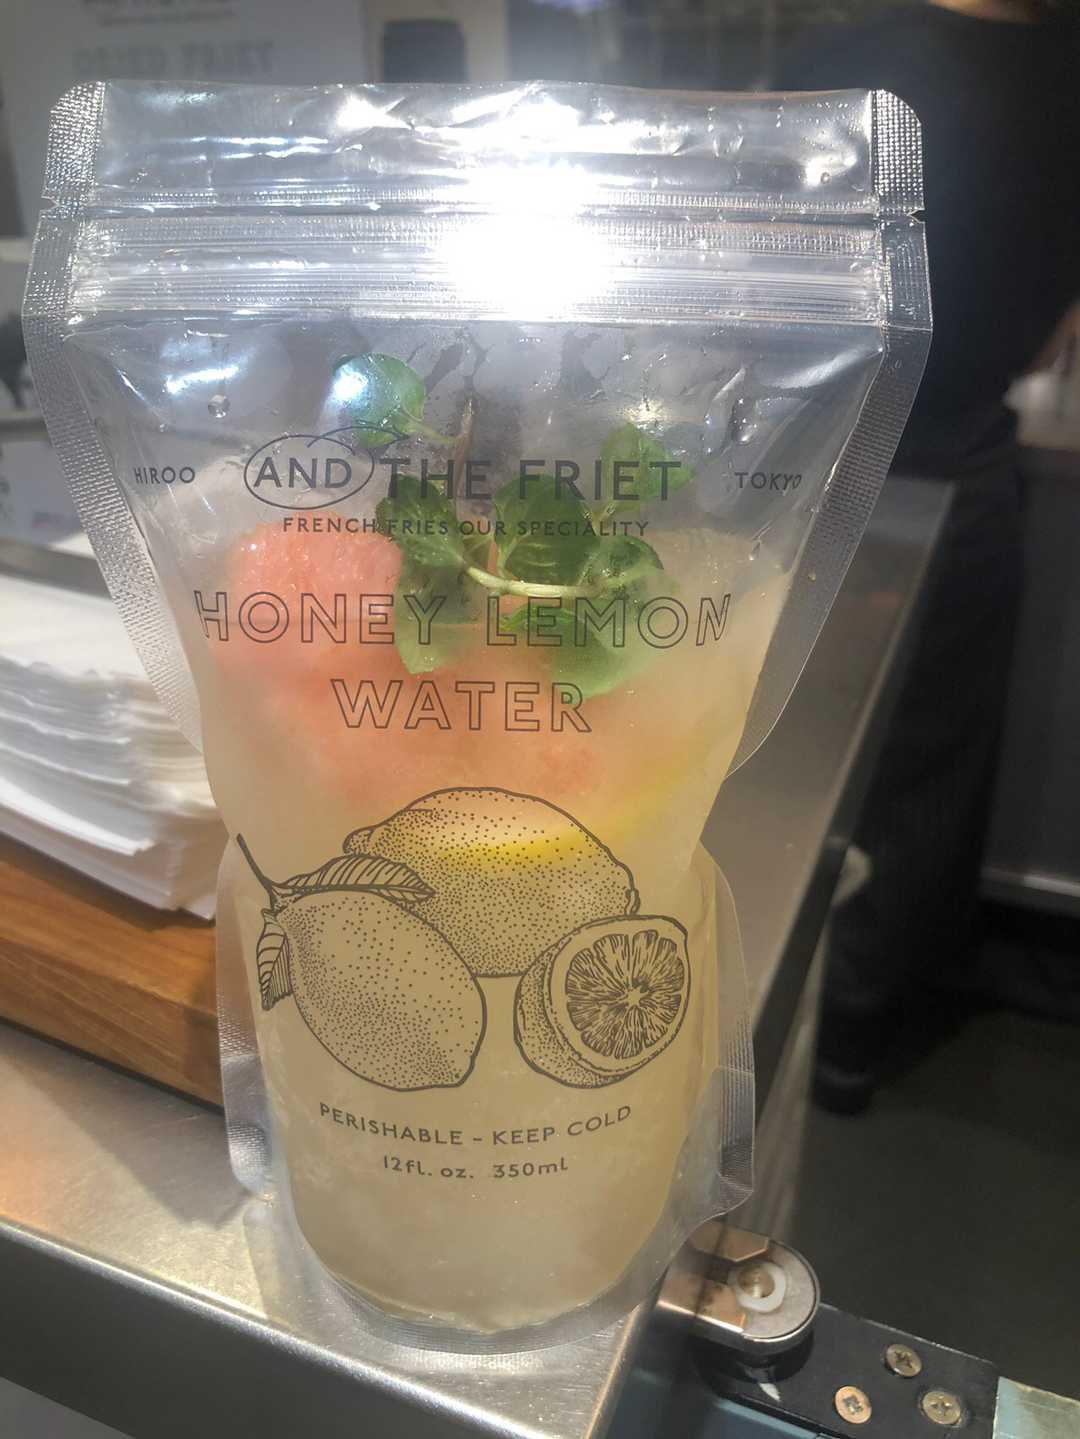 HIROO AND THE FRIET TOKYO
FRENCH FRIES OUR SPECIALITY
HONEY LEMON
WATER
PERISHABLE - KEEP COLD
12fl. oz. 350ml